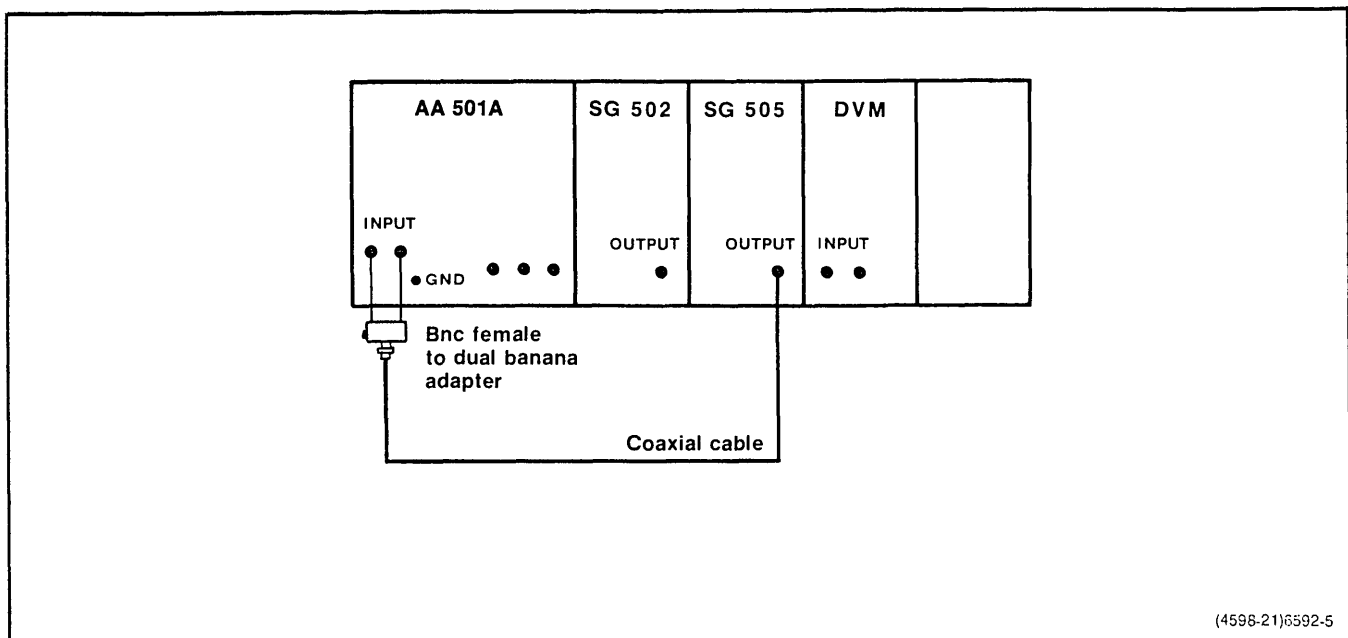 AA 501A
SG 502
SG 505
DVM
INPUT
GND
OUTPUT
OUTPUT
INPUT
Bnc female
to dual banana
adapter
Coaxial cable
(4598-21)6592-5